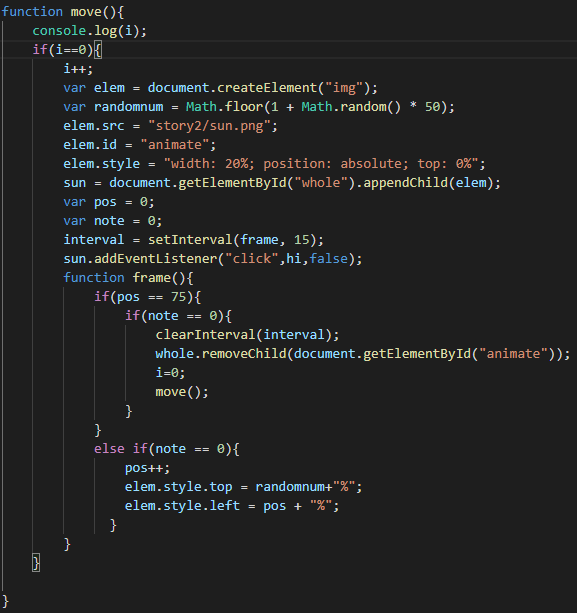 function move(){
    console.log(i);
    if(i==0){
        i++;
        var elem = document.createElement("img");
        var randomnum = Math.floor(1 + Math.random() * 50);
        elem.src = "story2/sun.png";
        elem.id = "animate";
        elem.style = "width: 20%; position: absolute; top: 0%";
        sun = document.getElementById("whole").appendChild(elem);
        var pos = 0;
        var note = 0;
        interval = setInterval(frame, 15);
        sun.addEventListener("click",hi,false);
        function frame(){
            if(pos == 75){
                if(note == 0){
                    clearInterval(interval);
                    whole.removeChild(document.getElementById("animate"));
                    i=0;
                    move();
                }
            }
            else if(note == 0){
                pos++;
                elem.style.top = randomnum+"%";
                elem.style.left = pos + "%";
              }
        }
    }
}